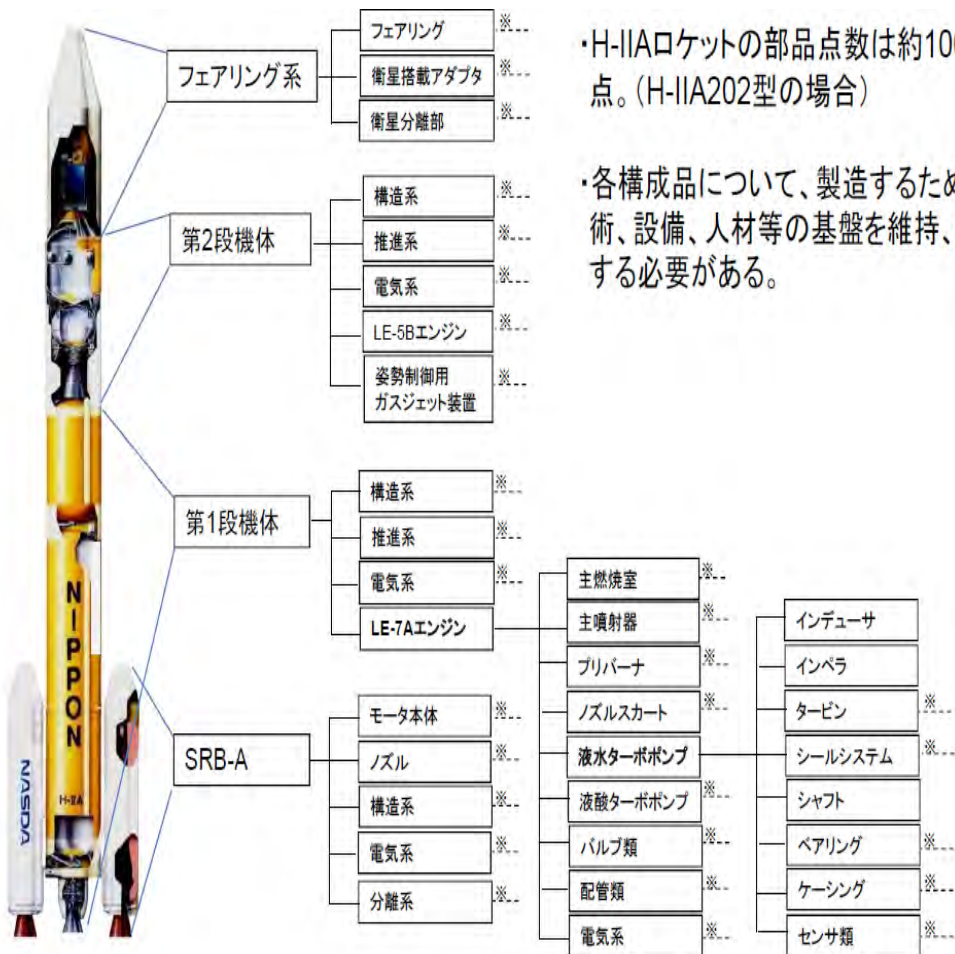 ・H-IIAロケットの部品点数は約10
点。(H-IIA202型の場合)
・各構成品について、製造するため
術、設備、人材等の基盤を維持、
する必要がある。
フェアリング系
フェアリング ※
衛星搭載アダプタ ※
衛星分離部 ※
第2段機体
構造系 ※
推進系 ※
電気系 ※
LE-5Bエンジン ※
姿勢制御用
ガスジェット装置 ※
第1段機体
構造系 ※
推進系 ※
電気系 ※
LE-7Aエンジン
主燃焼室 ※
主噴射器 ※
プリバーナ ※
ノズルスカート ※
液水ターボポンプ
液酸ターボポンプ ※
バルブ類 ※
配管類 ※
電気系 ※
インデューサ
インペラ
タービン ※
シールシステム ※
シャフト
ベアリング ※
ケーシング ※
センサ類 ※
SRB-A
モータ本体 ※
ノズル ※
構造系 ※
電気系 ※
分離系 ※
NIPPON
H-IIA
NASDA